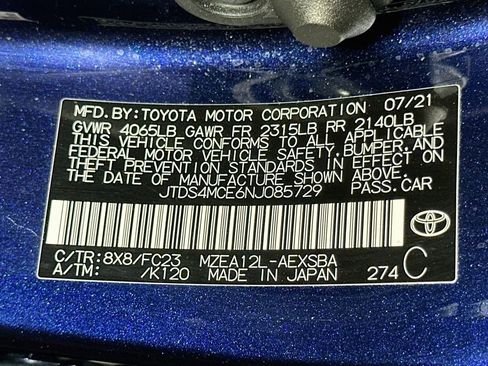 MFD.BY:TOYOTA MOTOR CORPORATION 07/21
GVWR 4065LB GAWR FR 2315LB RR 2140LB
THIS VEHICLE CONFORMS TO ALL APPLICABLE
FEDERAL MOTOR VEHICLE SAFETY, BUMPER, AND
THEFT PREVENTION STANDARDS IN EFFECT ON
THE DATE OF MANUFACTURE SHOWN ABOVE.
JTDS4MCE6NJ085729 PASS.CAR
C/TR:8X8/FC23 MZEA12L-AEXSBA
A/TM: /K120 MADE IN JAPAN 274 C
TOYOTA